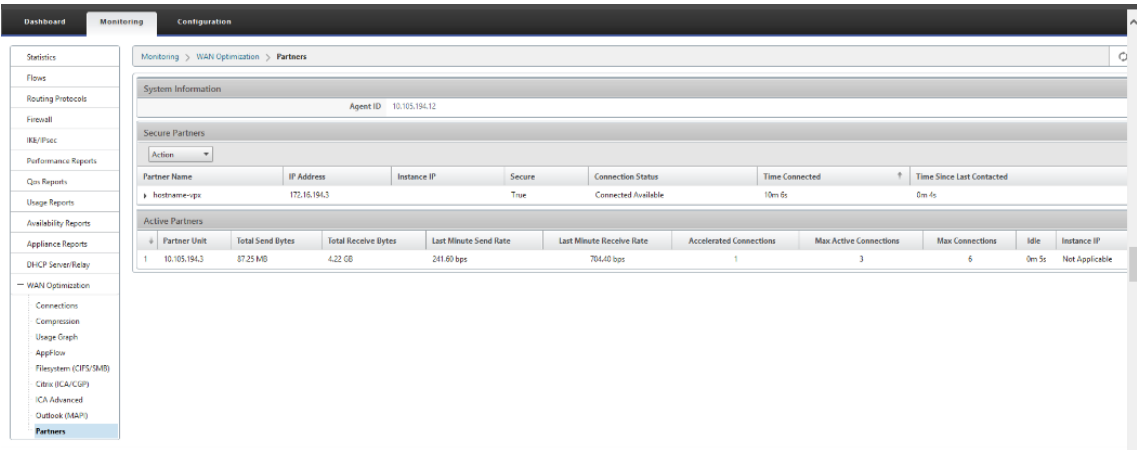 Dashboard Monitoring Configuration
Statistics
Flows
Routing Protocols
Firewall
IKE/IPsec
Performance Reports
Qos Reports
Usage Reports
Availability Reports
Appliance Reports
DHCP Server/Relay
WAN Optimization
Connections
Compression
Usage Graph
AppFlow
Filesystem (CIFS/SMB)
Citrix (ICA/CGP)
ICA Advanced
Outlook (MAPI)
Partners
Monitoring > WAN Optimization > Partners
System Information
Agent ID 10.105.194.12
Secure Partners
Action
Partner Name IP Address Instance IP Secure Connection Status Time Connected Time Since Last Contacted
hostname-vpx 172.16.194.3 True Connected Available 10m 6s 0m 4s
Active Partners
Partner Unit Total Send Bytes Total Receive Bytes Last Minute Send Rate Last Minute Receive Rate Accelerated Connections Max Active Connections Max Connections Idle Instance IP
1 10.105.194.3 87.25 MB 4.22 GB 241.60 bps 784.40 bps 1 3 6 0m 5s Not Applicable